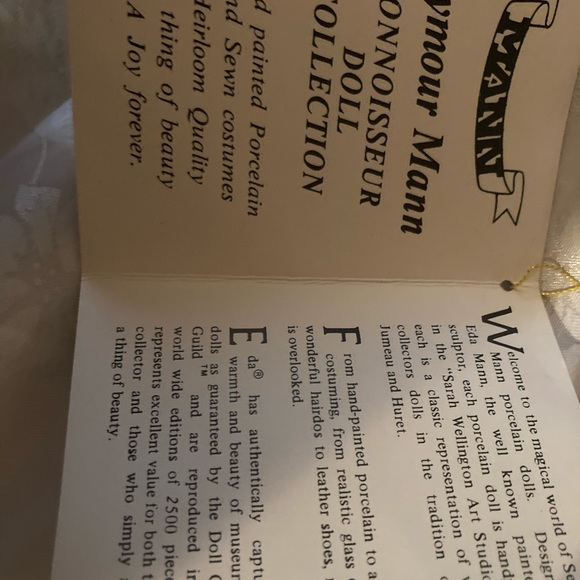 MANN
ymour Mann
ONNOISSEUR
DOLL
OLLECTION
d painted Porcelain
nd Sewn costumes
Heirloom Quality
thing of beauty
A Joy forever.
Welcome to the magical world of S
Mann porcelain dolls. Design
Eda Mann, the well known paint
sculptor, each porcelain doll is hand
in the "Sarah Wellington Art Studi
each is a classic representation of
collectors dolls in the tradition
Jumeau and Huret.
From hand-painted porcelain to a
costuming, from realistic glass
wonderful hairdos to leather shoes,
is overlooked.
Eda® has authentically captu
warmth and beauty of museu
dolls as guaranteed by the Doll
Guild™ and are reproduced i
world wide editions of 2500 piec
represents excellent value for both t
collector and those who simply
a thing of beauty.